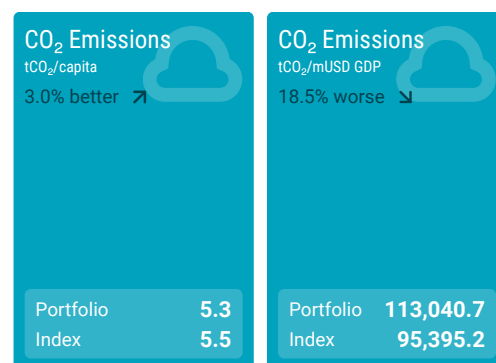 CO₂ Emissions
tCO₂/capita
3.0% better
Portfolio 5.3
Index 5.5
CO₂ Emissions
tCO₂/mUSD GDP
18.5% worse
Portfolio 113,040.7
Index 95,395.2